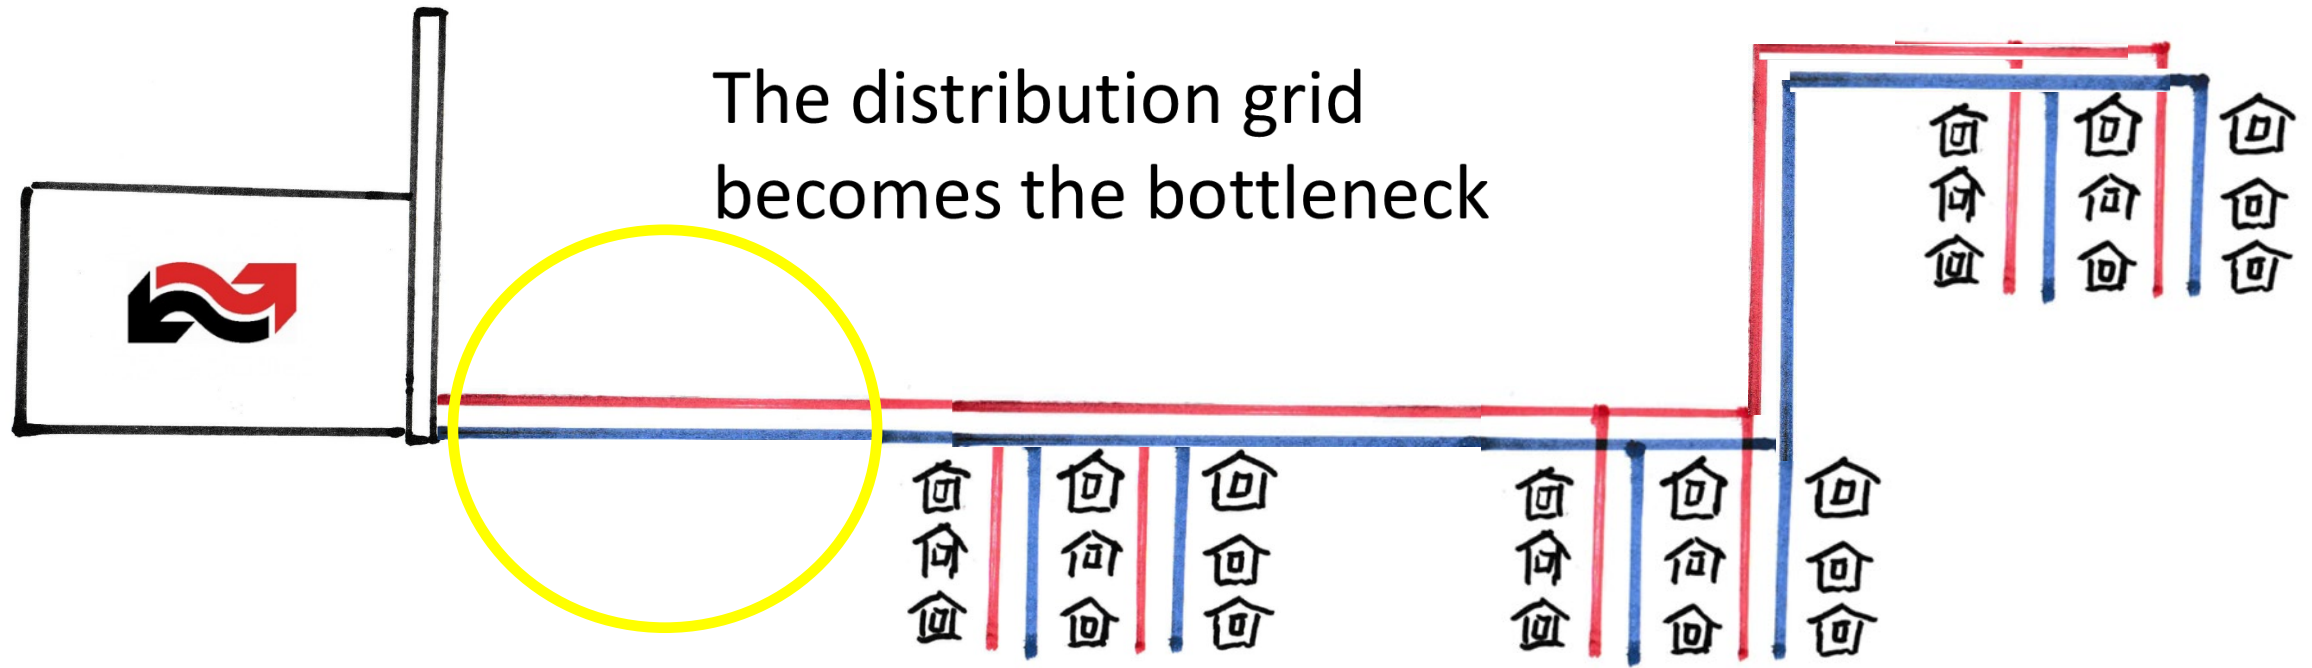 The distribution grid
becomes the bottleneck